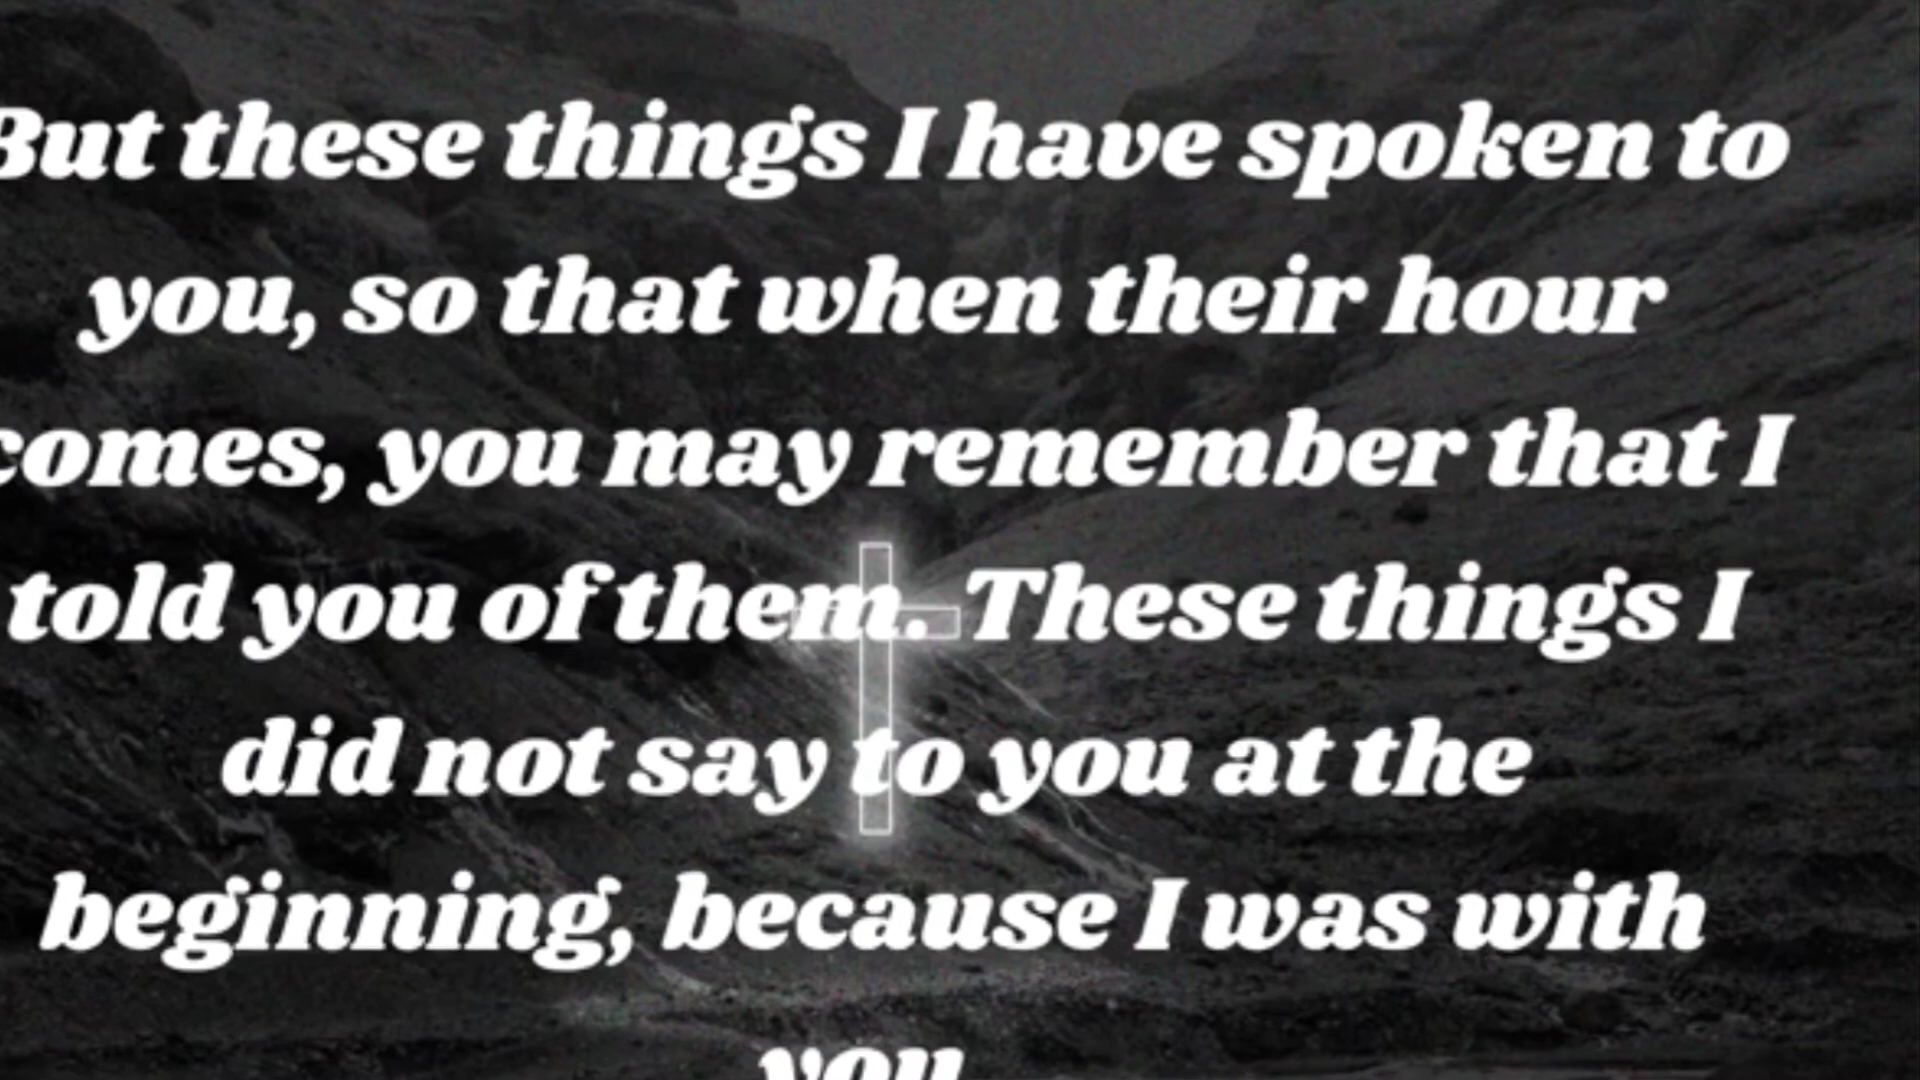 But these things I have spoken to
you, so that when their hour
comes, you may remember that I
told you of them. These things I
did not say to you at the
beginning, because I was with
you